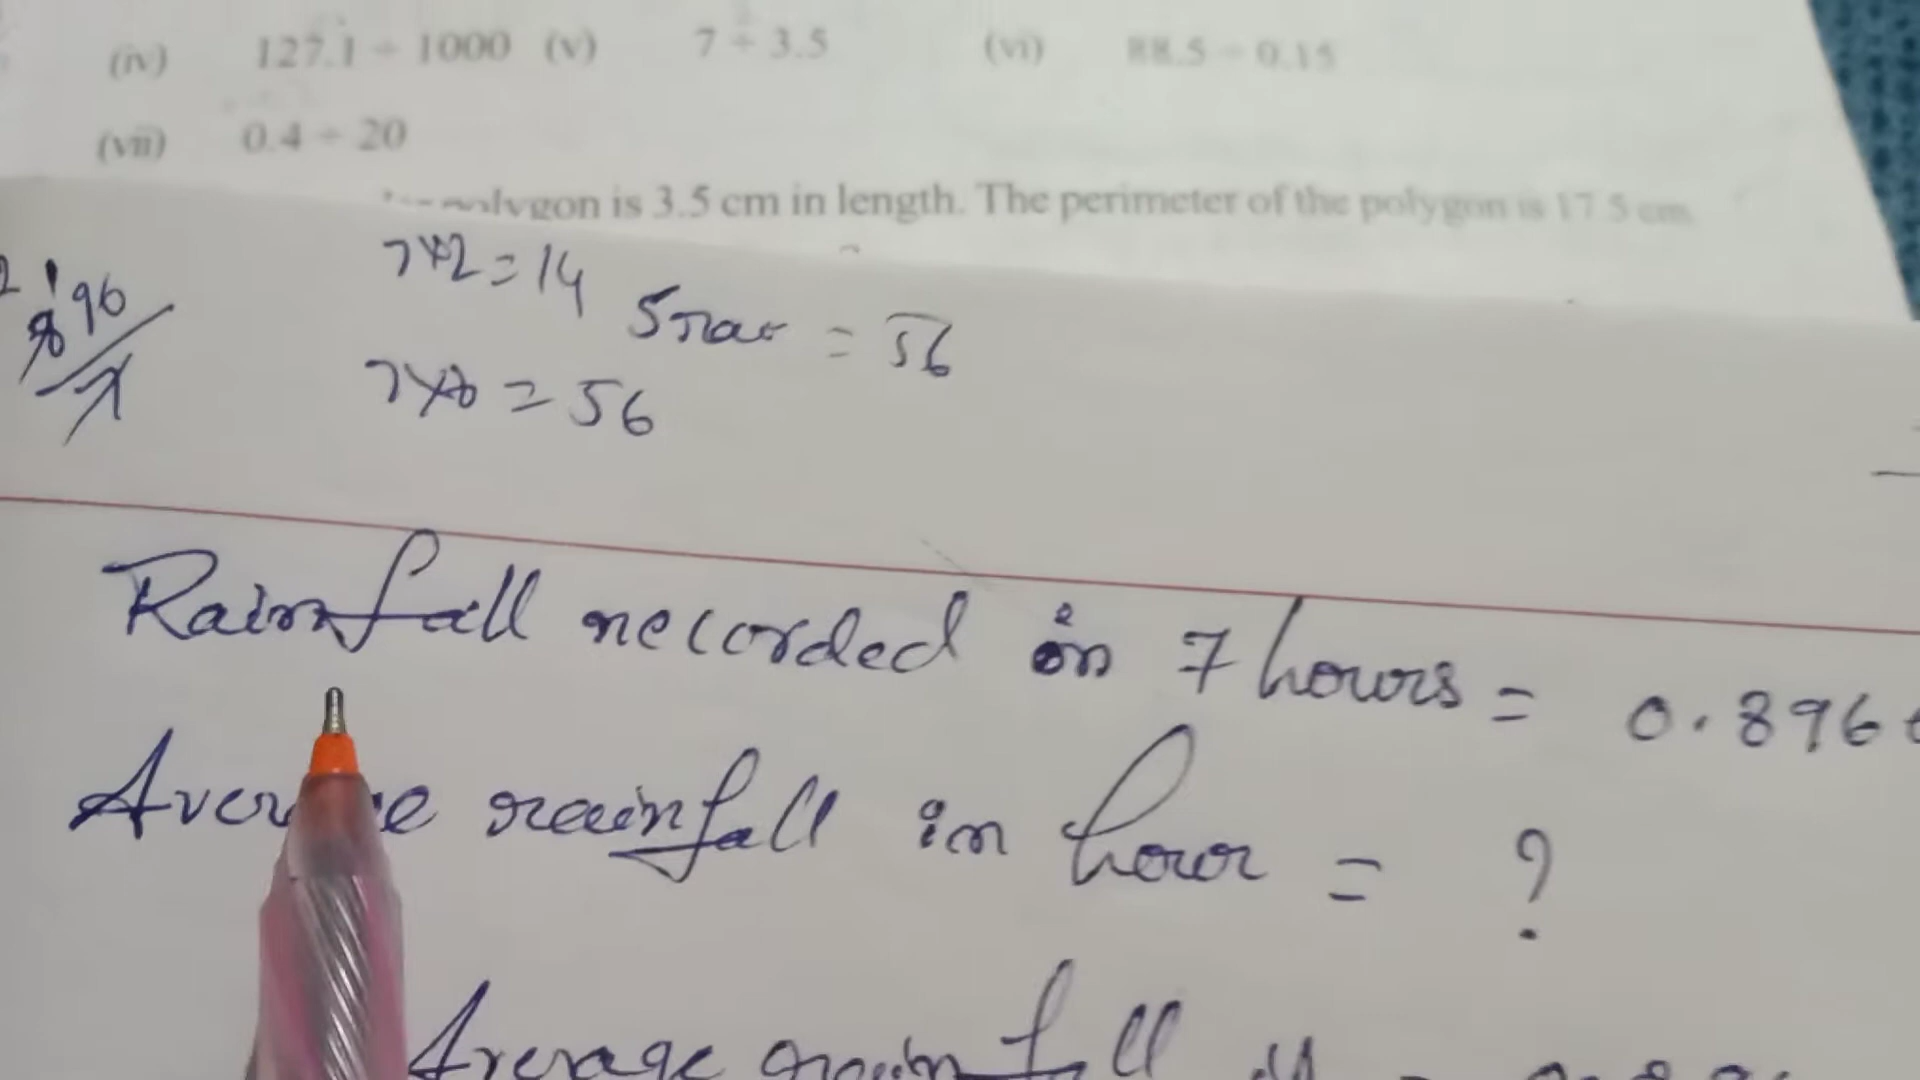 (iv) 127.1 ÷ 1000 (v) 7 ÷ 3.5 (vi) 88.5 ÷ 0.15
(vii) 0.4 ÷ 20
polygon is 3.5 cm in length. The perimeter of the polygon is 17.5 cm.
7×2 = 14
896
7×8 = 56
= 56
Rainfall recorded in 7 hours = 0.896
Average rainfall in hour = ?
Average rainfall